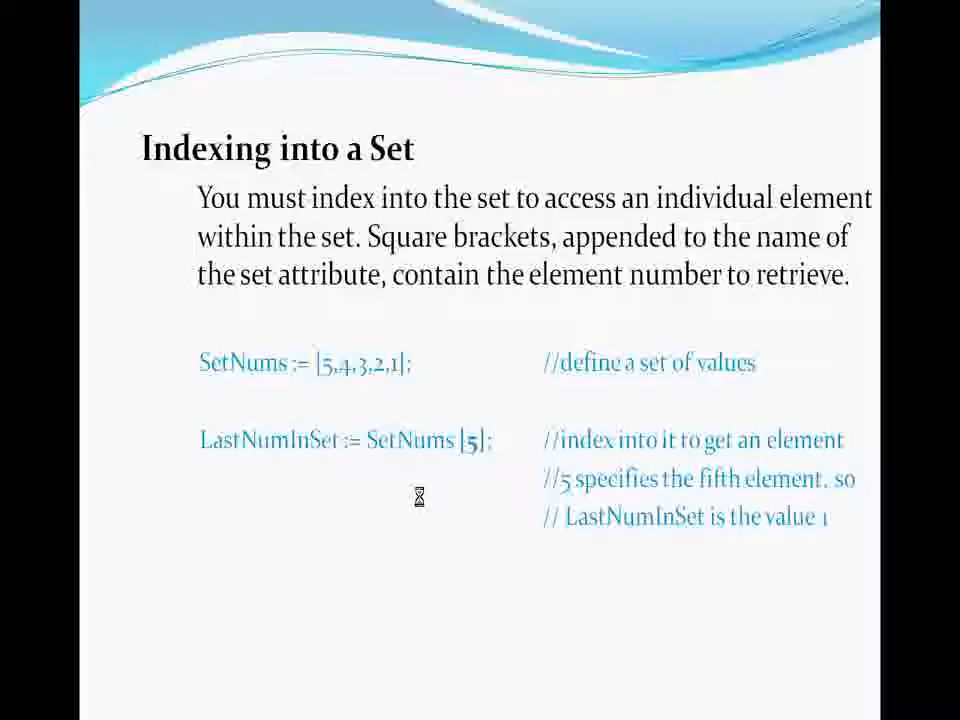 Indexing into a Set
You must index into the set to access an individual element
within the set. Square brackets, appended to the name of
the set attribute, contain the element number to retrieve.
SetNums := [5,4,3,2,1]; //define a set of values
LastNumInSet := SetNums [5]; //index into it to get an element
//5 specifies the fifth element, so
// LastNumInSet is the value 1